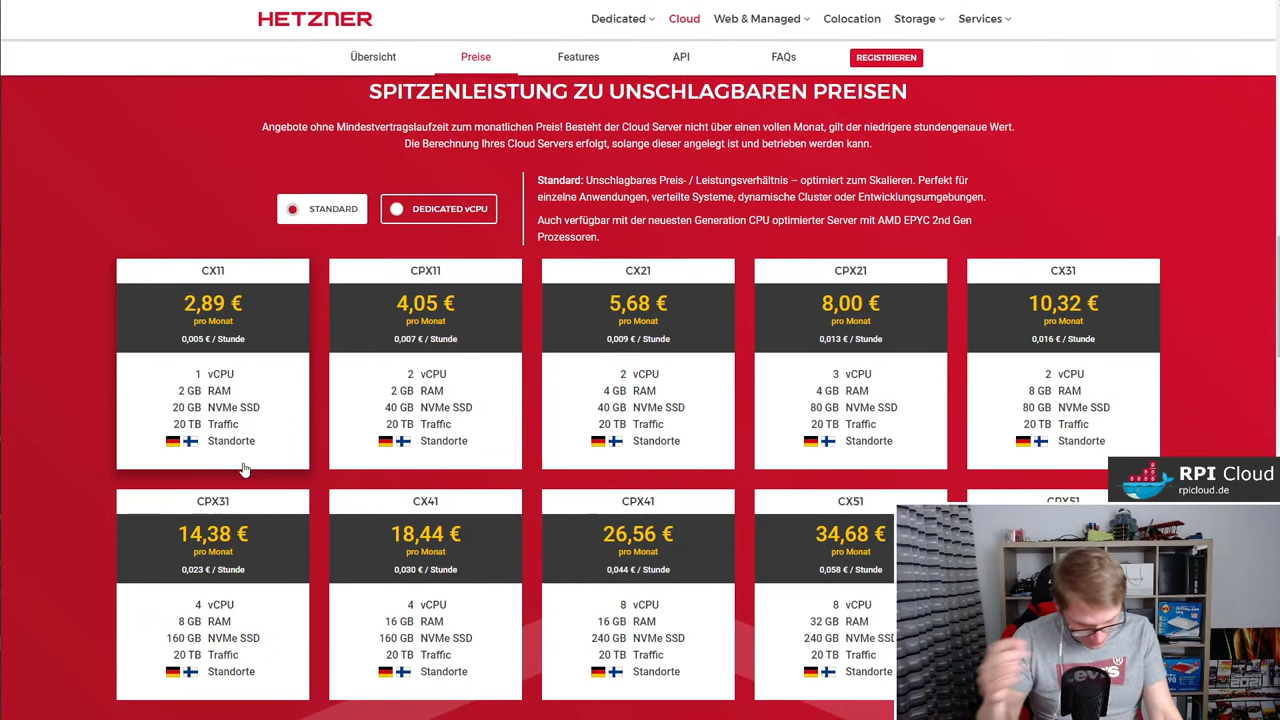 HETZNER
Dedicated Cloud Web & Managed Colocation Storage Services
Übersicht Preise Features API FAQs REGISTRIEREN
SPITZENLEISTUNG ZU UNSCHLAGBAREN PREISEN
Angebote ohne Mindestvertragslaufzeit zum monatlichen Preis! Besteht der Cloud Server nicht über einen vollen Monat, gilt der niedrigere stundengenaue Wert.
Die Berechnung Ihres Cloud Servers erfolgt, solange dieser angelegt ist und betrieben werden kann.
STANDARD DEDICATED vCPU
Standard: Unschlagbares Preis- / Leistungsverhältnis – optimiert zum Skalieren. Perfekt für
einzelne Anwendungen, verteilte Systeme, dynamische Cluster oder Entwicklungsumgebungen.
Auch verfügbar mit der neuesten Generation CPU optimierter Server mit AMD EPYC 2nd Gen
Prozessoren.
CX11
2,89 €
pro Monat
0,005 € / Stunde
1 vCPU
2 GB RAM
20 GB NVMe SSD
20 TB Traffic
Standorte
CPX11
4,05 €
pro Monat
0,007 € / Stunde
2 vCPU
2 GB RAM
40 GB NVMe SSD
20 TB Traffic
Standorte
CX21
5,68 €
pro Monat
0,009 € / Stunde
2 vCPU
4 GB RAM
40 GB NVMe SSD
20 TB Traffic
Standorte
CPX21
8,00 €
pro Monat
0,013 € / Stunde
3 vCPU
4 GB RAM
80 GB NVMe SSD
20 TB Traffic
Standorte
CX31
10,32 €
pro Monat
0,016 € / Stunde
2 vCPU
8 GB RAM
80 GB NVMe SSD
20 TB Traffic
Standorte
CPX31
14,38 €
pro Monat
0,023 € / Stunde
4 vCPU
8 GB RAM
160 GB NVMe SSD
20 TB Traffic
Standorte
CX41
18,44 €
pro Monat
0,030 € / Stunde
4 vCPU
16 GB RAM
160 GB NVMe SSD
20 TB Traffic
Standorte
CPX41
26,56 €
pro Monat
0,044 € / Stunde
8 vCPU
16 GB RAM
240 GB NVMe SSD
20 TB Traffic
Standorte
CX51
34,68 €
pro Monat
0,058 € / Stunde
8 vCPU
32 GB RAM
240 GB NVMe SSD
20 TB Traffic
Standorte
CPX51
RPI Cloud
rpicloud.de